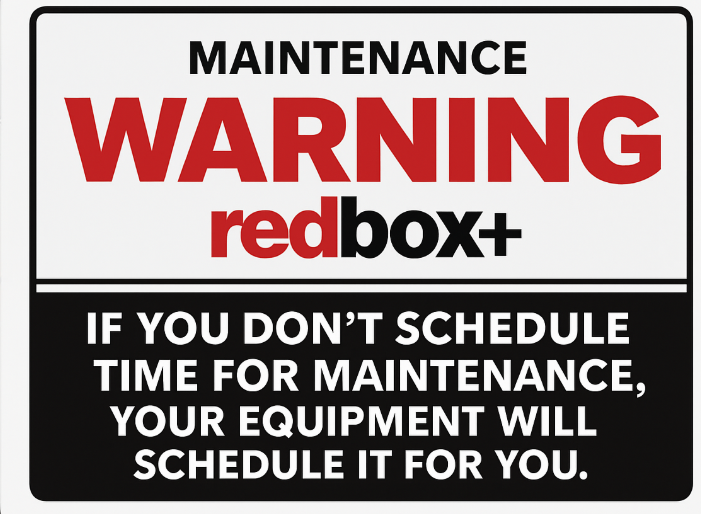 MAINTENANCE
WARNING
redbox+
IF YOU DON’T SCHEDULE
TIME FOR MAINTENANCE,
YOUR EQUIPMENT WILL
SCHEDULE IT FOR YOU.